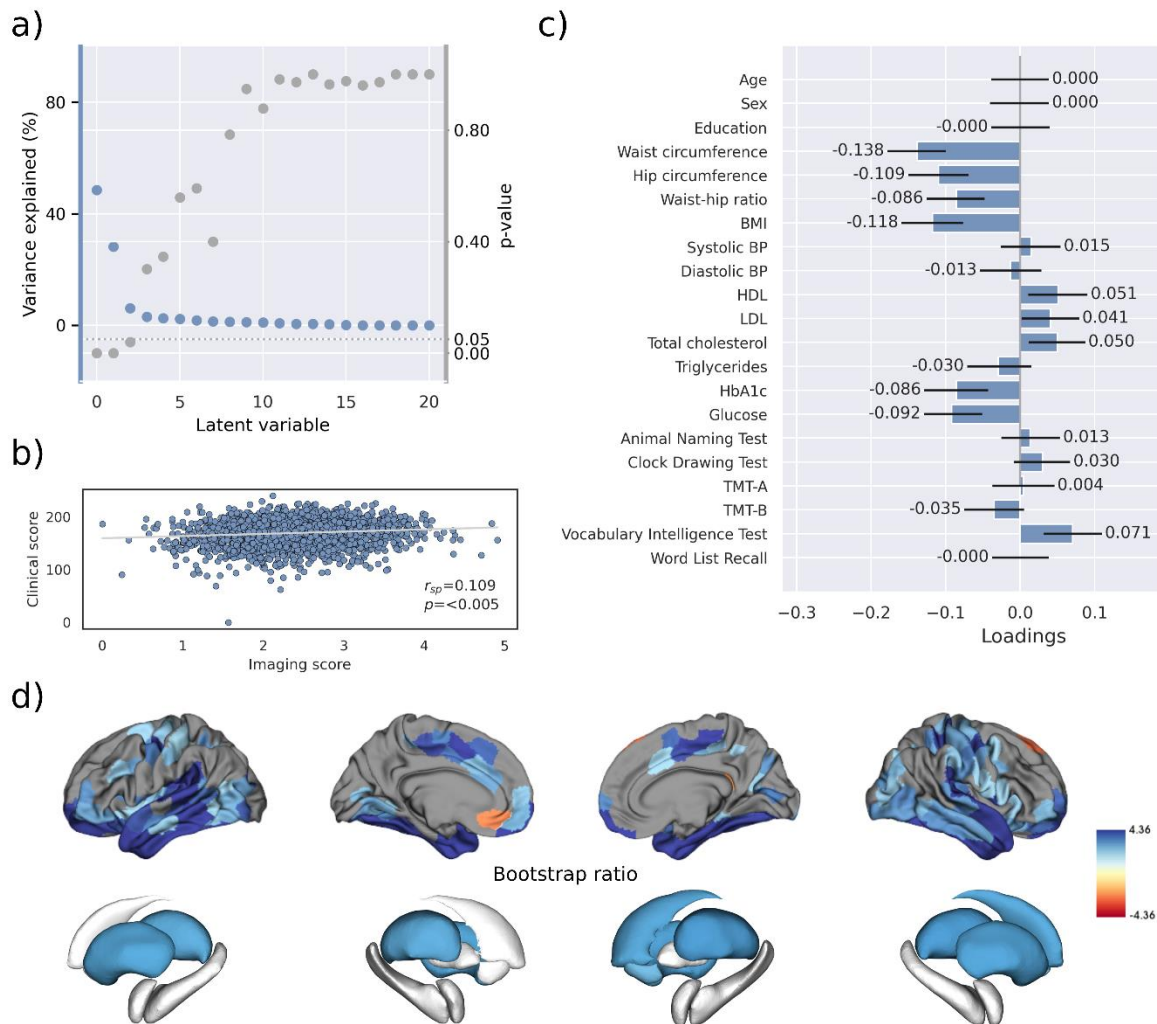 a)
Variance explained (%)
80
40
0
0.80
0.40
0.05
0.00
p-value
0 5 10 15 20
Latent variable
b)
Clinical score
200
100
0
r_sp=0.109
p=<0.005
0 1 2 3 4 5
Imaging score
c)
Age 0.000
Sex 0.000
Education -0.000
Waist circumference -0.138
Hip circumference -0.109
Waist-hip ratio -0.086
BMI -0.118
Systolic BP 0.015
Diastolic BP -0.013
HDL 0.051
LDL 0.041
Total cholesterol 0.050
Triglycerides -0.030
HbA1c -0.086
Glucose -0.092
Animal Naming Test 0.013
Clock Drawing Test 0.030
TMT-A 0.004
TMT-B -0.035
Vocabulary Intelligence Test 0.071
Word List Recall -0.000
−0.3 −0.2 −0.1 0.0 0.1
Loadings
d)
Bootstrap ratio
4.36
-4.36